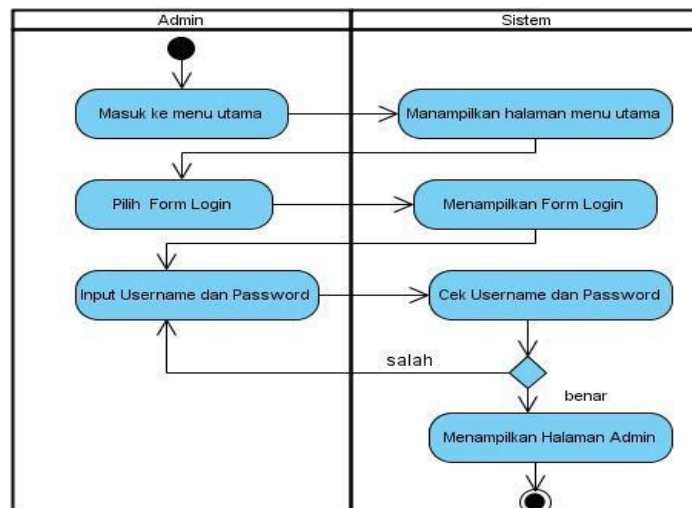 Admin
Sistem
Masuk ke menu utama
Manampilkan halaman menu utama
Pilih Form Login
Menampilkan Form Login
Input Username dan Password
Cek Username dan Password
salah
benar
Menampilkan Halaman Admin